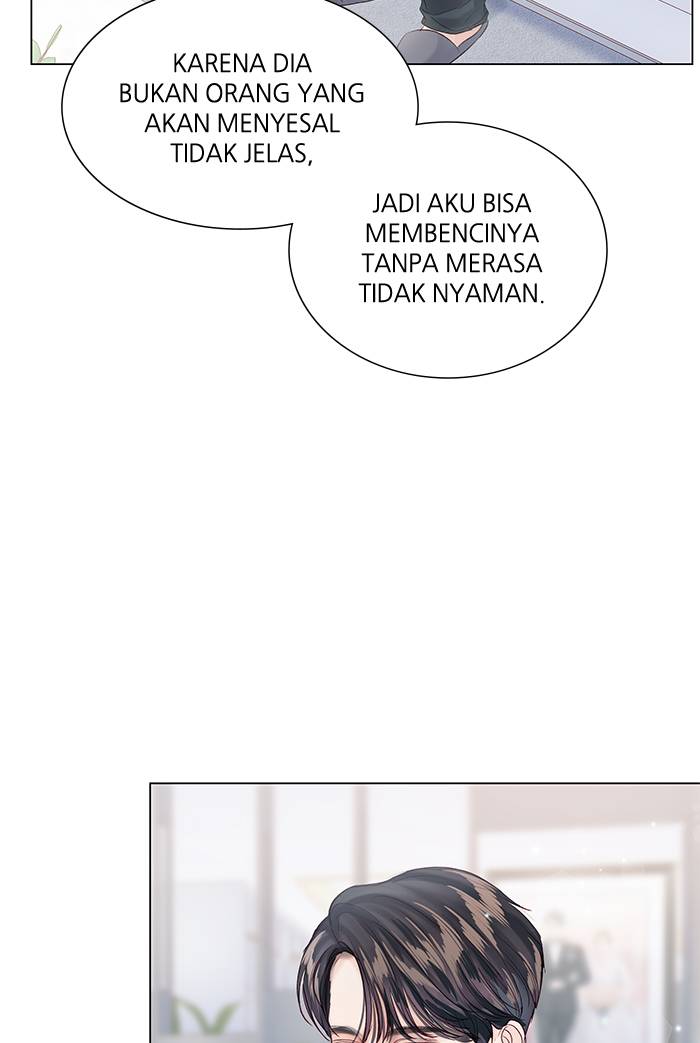 KARENA DIA
BUKAN ORANG YANG
AKAN MENYESAL
TIDAK JELAS,
JADI AKU BISA
MEMBENCINYA
TANPA MERASA
TIDAK NYAMAN.